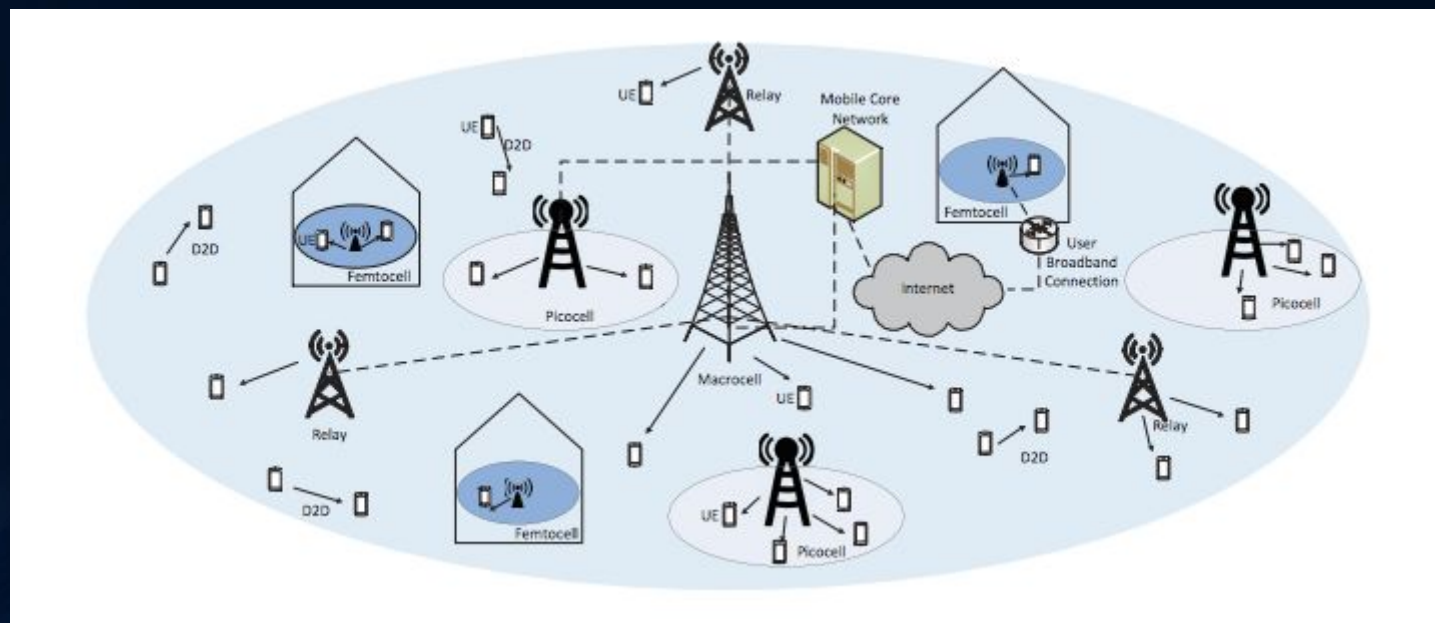 UE
Relay
Mobile Core
Network
UE
D2D
D2D
UE
Femtocell
Femtocell
User
Broadband
Connection
Internet
Picocell
Picocell
Macrocell
UE
Relay
Relay
D2D
D2D
UE
Femtocell
Picocell